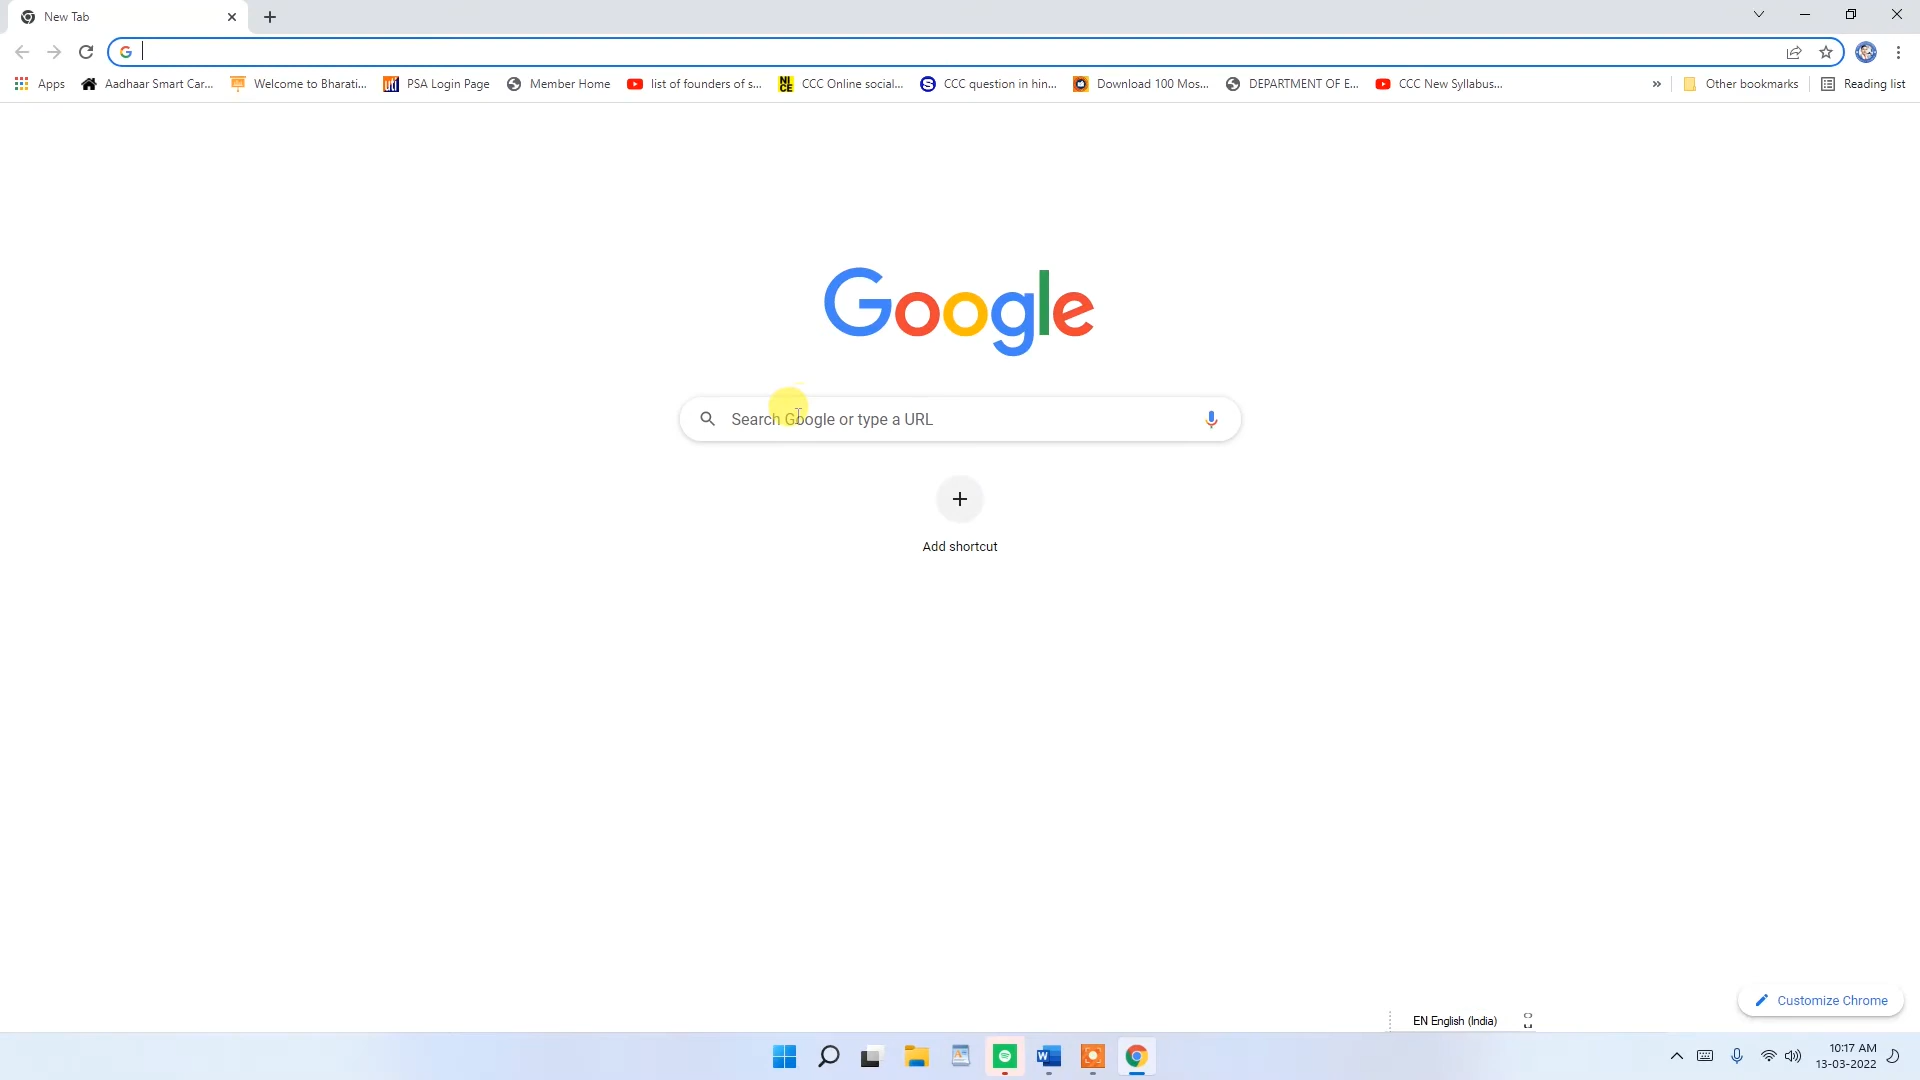 New Tab
Apps Aadhaar Smart Car... Welcome to Bharati... PSA Login Page Member Home list of founders of s... CCC Online social... CCC question in hin... Download 100 Mos... DEPARTMENT OF E... CCC New Syllabus... » Other bookmarks Reading list
Google
Search Google or type a URL
Add shortcut
Customize Chrome
EN English (India)
10:17 AM
13-03-2022